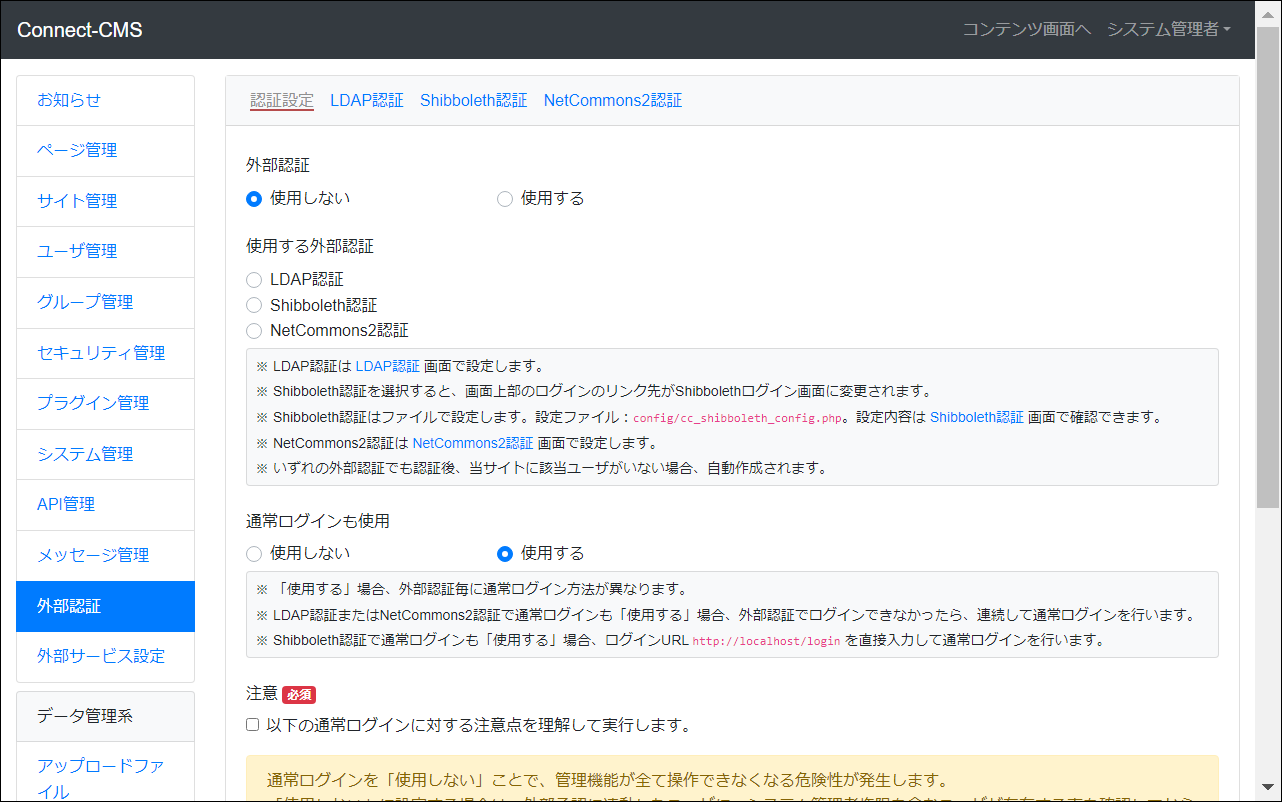 Connect-CMS
コンテンツ画面へ システム管理者
お知らせ
ページ管理
サイト管理
ユーザ管理
グループ管理
セキュリティ管理
プラグイン管理
システム管理
API管理
メッセージ管理
外部認証
外部サービス設定
データ管理系
アップロードファ
イル
認証設定 LDAP認証 Shibboleth認証 NetCommons2認証
外部認証
使用しない 使用する
使用する外部認証
LDAP認証
Shibboleth認証
NetCommons2認証
※ LDAP認証は LDAP認証 画面で設定します。
※ Shibboleth認証を選択すると、画面上部のログインのリンク先がShibbolethログイン画面に変更されます。
※ Shibboleth認証はファイルで設定します。設定ファイル：config/cc_shibboleth_config.php。設定内容は Shibboleth認証 画面で確認できます。
※ NetCommons2認証は NetCommons2認証 画面で設定します。
※ いずれの外部認証でも認証後、当サイトに該当ユーザがいない場合、自動作成されます。
通常ログインも使用
使用しない 使用する
※ 「使用する」場合、外部認証毎に通常ログイン方法が異なります。
※ LDAP認証またはNetCommons2認証で通常ログインも「使用する」場合、外部認証でログインできなかったら、連続して通常ログインを行います。
※ Shibboleth認証で通常ログインも「使用する」場合、ログインURL http://localhost/login を直接入力して通常ログインを行います。
注意 必須
以下の通常ログインに対する注意点を理解して実行します。
通常ログインを「使用しない」ことで、管理機能が全て操作できなくなる危険性が発生します。